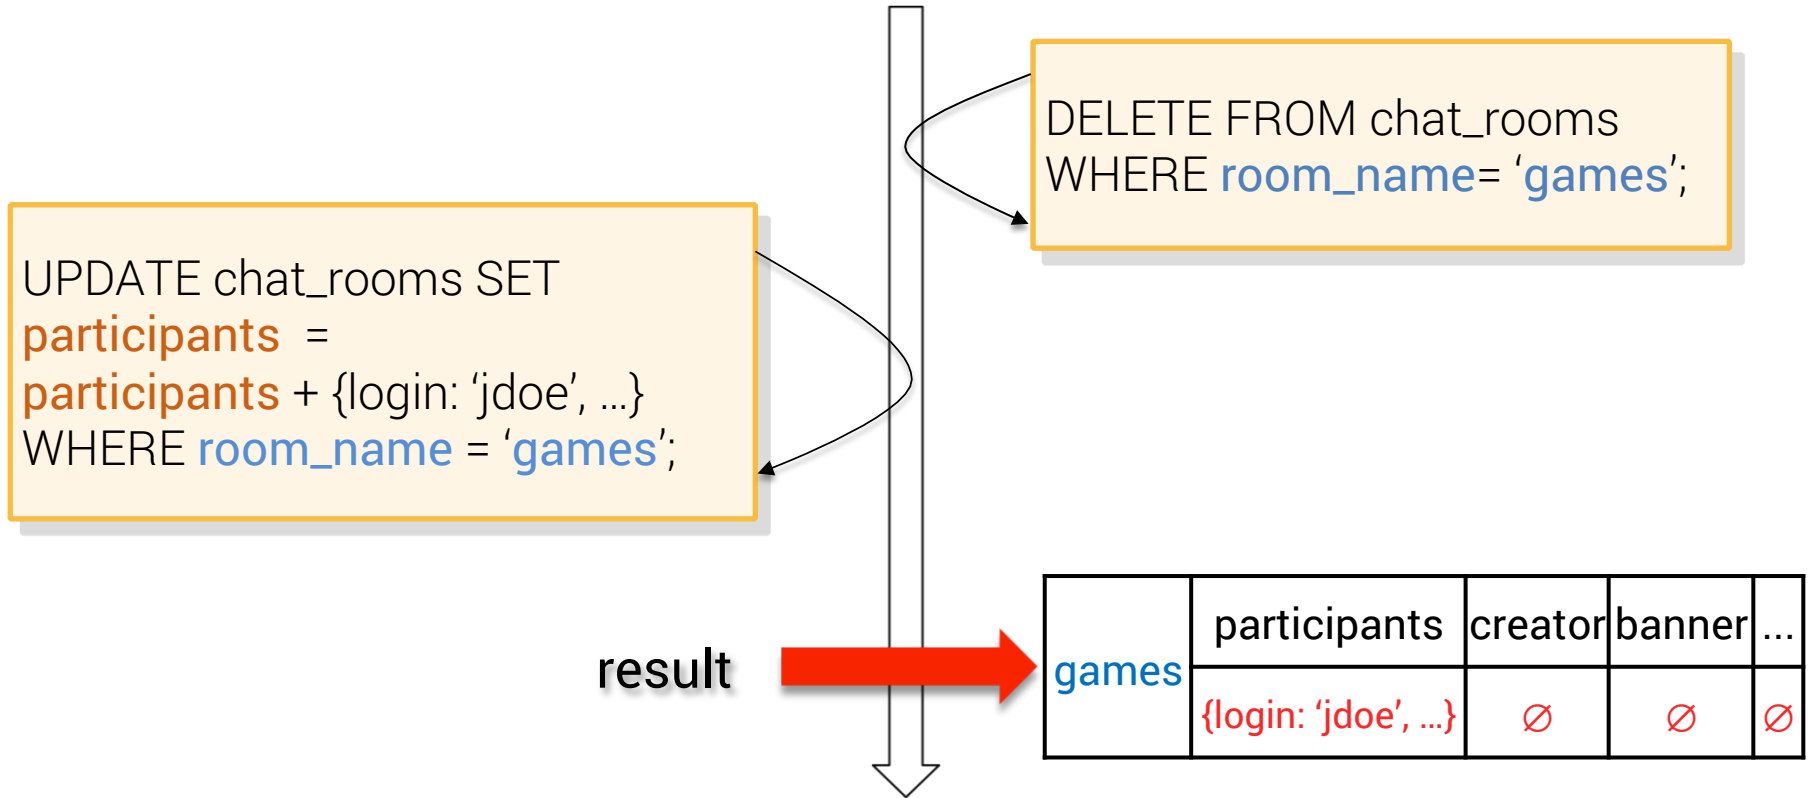 DELETE FROM chat_rooms
WHERE room_name= ‘games’;
UPDATE chat_rooms SET
participants =
participants + {login: ‘jdoe’, ...}
WHERE room_name = ‘games’;
result
games
participants creator banner ...
{login: ‘jdoe’, ...} ∅ ∅ ∅